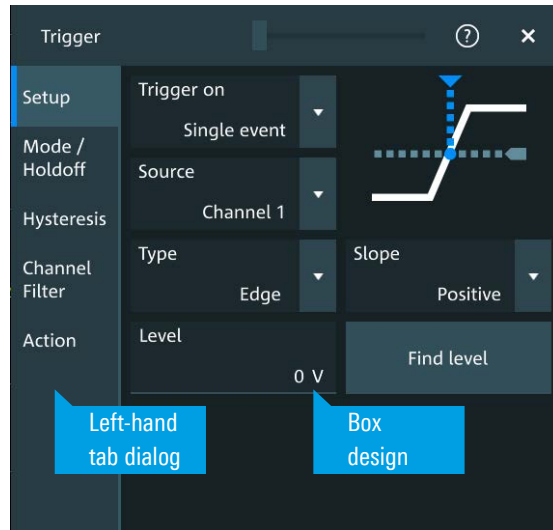 Trigger
?
×
Setup
Mode /
Holdoff
Hysteresis
Channel
Filter
Action
Trigger on
Single event
Source
Channel 1
Type
Edge
Slope
Positive
Level
0 V
Find level
Left-hand
tab dialog
Box
design